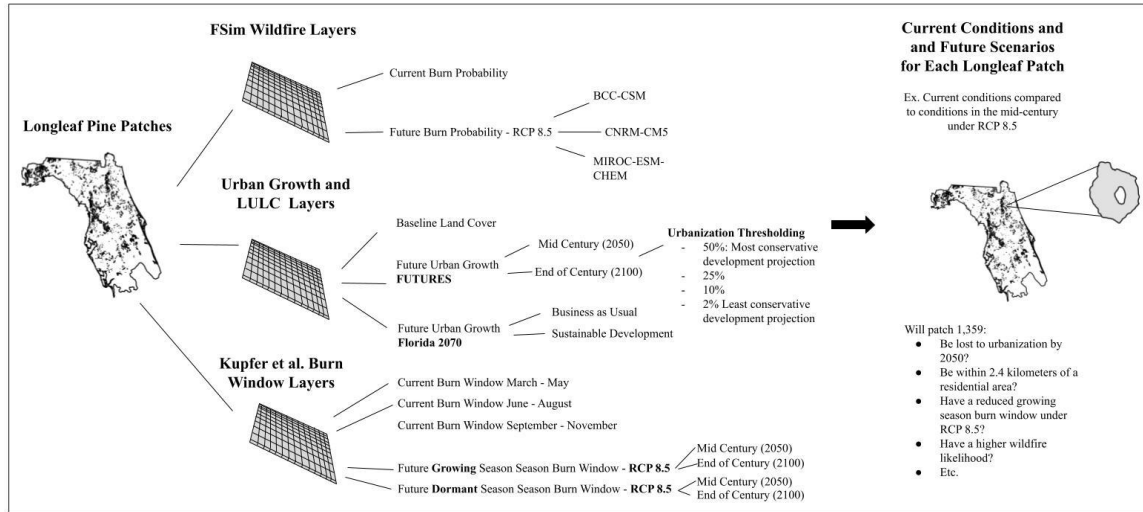 FSim Wildfire Layers
Current Burn Probability
Future Burn Probability - RCP 8.5
BCC-CSM
CNRM-CM5
MIROC-ESM-
CHEM
Longleaf Pine Patches
Urban Growth and
LULC Layers
Baseline Land Cover
Future Urban Growth
FUTURES
Mid Century (2050)
End of Century (2100)
Urbanization Thresholding
- 50%: Most conservative
development projection
- 25%
- 10%
- 2% Least conservative
development projection
Future Urban Growth
Florida 2070
Business as Usual
Sustainable Development
Kupfer et al. Burn
Window Layers
Current Burn Window March - May
Current Burn Window June - August
Current Burn Window September - November
Future Growing Season Season Burn Window - RCP 8.5
Mid Century (2050)
End of Century (2100)
Future Dormant Season Season Burn Window - RCP 8.5
Mid Century (2050)
End of Century (2100)
Current Conditions and
and Future Scenarios
for Each Longleaf Patch
Ex. Current conditions compared
to conditions in the mid-century
under RCP 8.5
Will patch 1,359:
● Be lost to urbanization by
2050?
● Be within 2.4 kilometers of a
residential area?
● Have a reduced growing
season burn window under
RCP 8.5?
● Have a higher wildfire
likelihood?
● Etc.